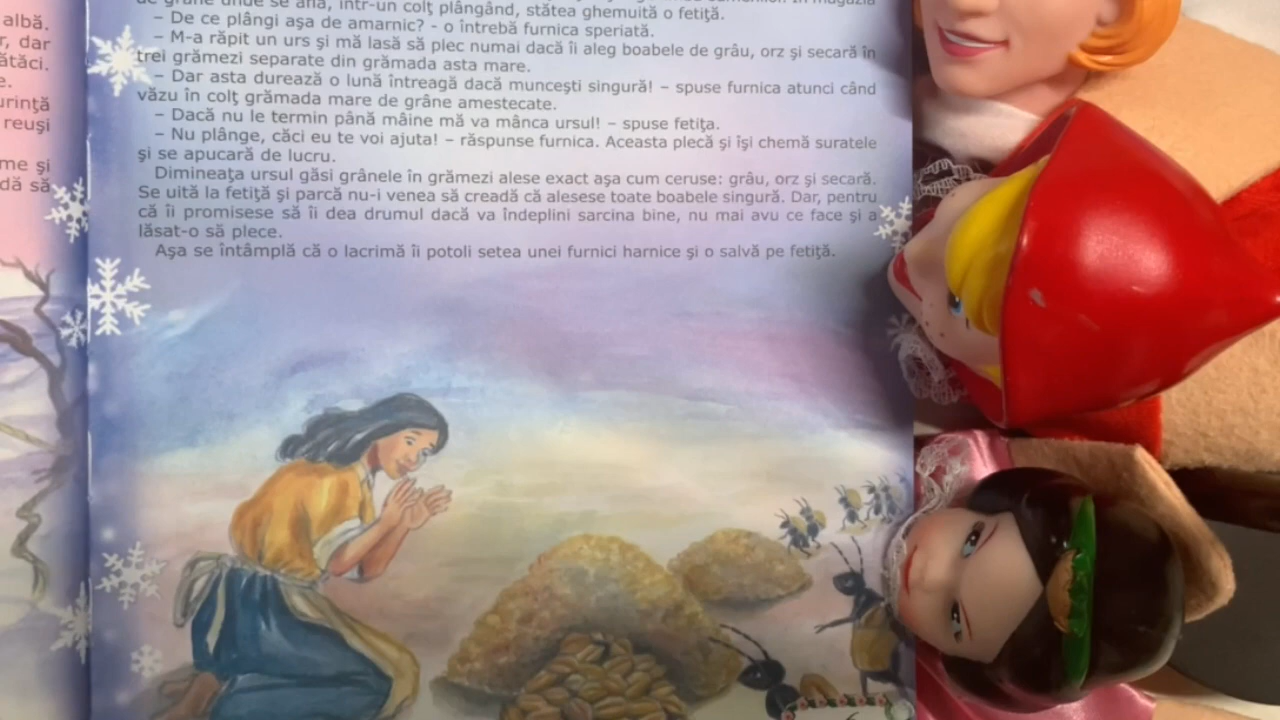 albă.
r, dar
ătăci.
e.
urinţă
reuşi
me şi
dă să
de grâne unde se afla, într-un colţ plângând, stătea ghemuită o fetiţă.
– De ce plângi aşa de amarnic? - o întrebă furnica speriată.
– M-a răpit un urs şi mă lasă să plec numai dacă îi aleg boabele de grâu, orz şi secară în
trei grămezi separate din grămada asta mare.
– Dar asta durează o lună întreagă dacă munceşti singură! – spuse furnica atunci când
văzu în colţ grămada mare de grâne amestecate.
– Dacă nu le termin până mâine mă va mânca ursul! – spuse fetiţa.
– Nu plânge, căci eu te voi ajuta! – răspunse furnica. Aceasta plecă şi îşi chemă suratele
şi se apucară de lucru.
Dimineaţa ursul găsi grânele în grămezi alese exact aşa cum ceruse: grâu, orz şi secară.
Se uită la fetiţă şi parcă nu-i venea să creadă că alesese toate boabele singură. Dar, pentru
că îi promisese să îi dea drumul dacă va îndeplini sarcina bine, nu mai avu ce face şi a
lăsat-o să plece.
Aşa se întâmplă că o lacrimă îi potoli setea unei furnici harnice şi o salvă pe fetiţă.